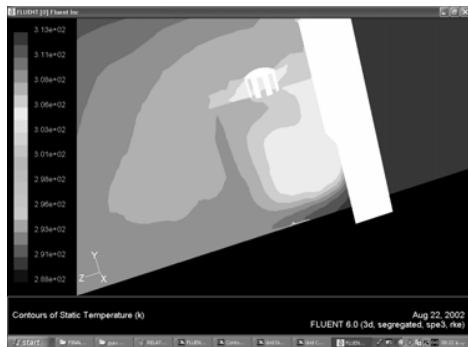 FLUENT [0] Fluent Inc
3.13e+02
3.11e+02
3.08e+02
3.06e+02
3.03e+02
3.01e+02
2.98e+02
2.96e+02
2.93e+02
2.91e+02
2.88e+02
Y
Z X
Contours of Static Temperature (k)
Aug 22, 2002
FLUENT 6.0 (3d, segregated, spe3, rke)
start